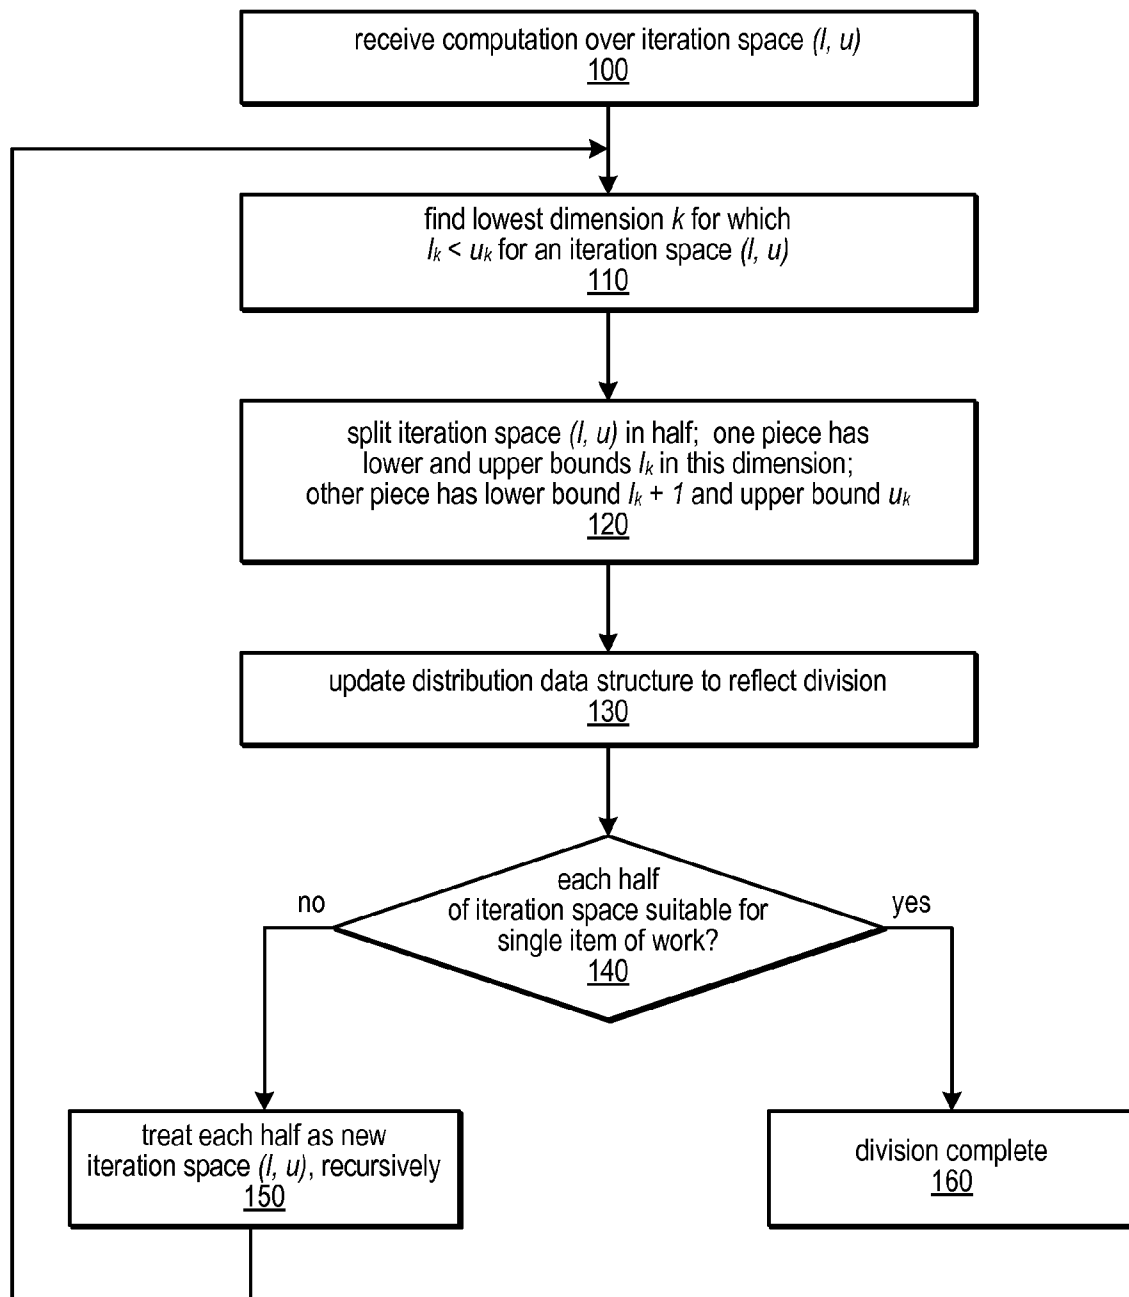 receive computation over iteration space (l, u)
100
find lowest dimension k for which
lₖ < uₖ for an iteration space (l, u)
110
split iteration space (l, u) in half; one piece has
lower and upper bounds lₖ in this dimension;
other piece has lower bound lₖ + 1 and upper bound uₖ
120
update distribution data structure to reflect division
130
each half
of iteration space suitable for
single item of work?
140
no
yes
treat each half as new
iteration space (l, u), recursively
150
division complete
160